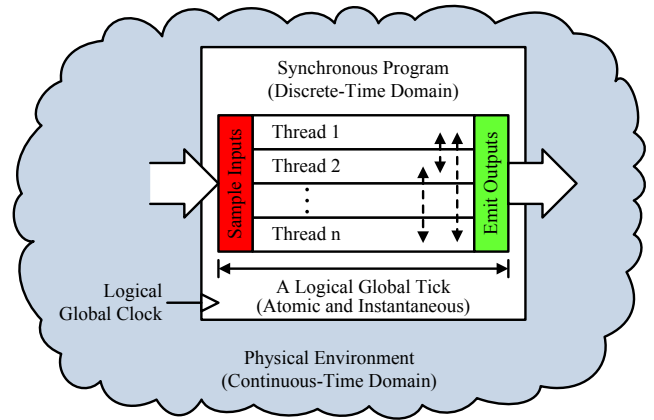 Synchronous Program
(Discrete-Time Domain)
Sample Inputs
Thread 1
Thread 2
⋮
Thread n
Emit Outputs
A Logical Global Tick
(Atomic and Instantaneous)
Logical
Global Clock
Physical Environment
(Continuous-Time Domain)